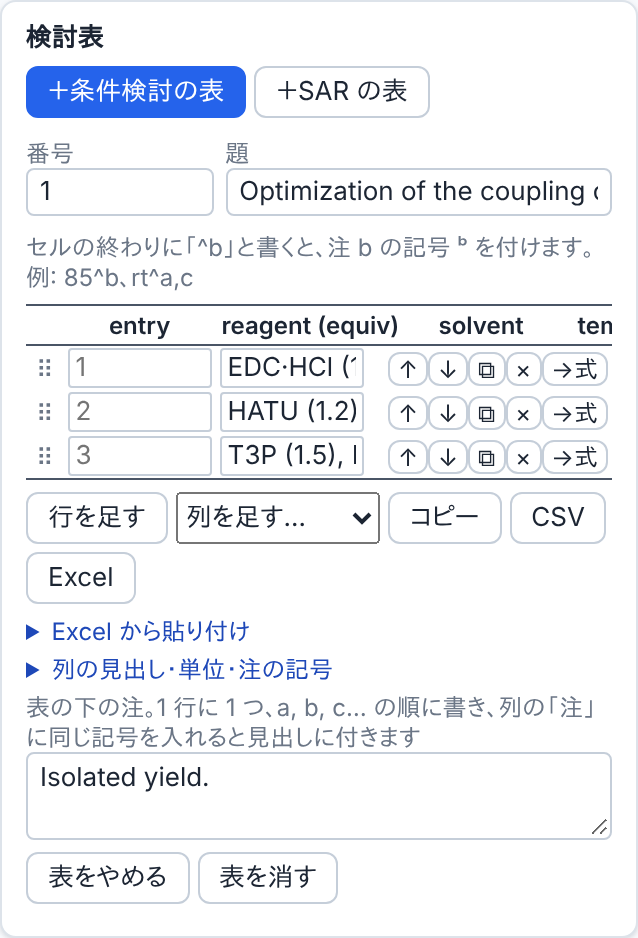 検討表
＋条件検討の表 ＋SAR の表
番号 題
1 Optimization of the coupling
セルの終わりに「^b」と書くと、注 b の記号 ᵇ を付けます。
例: 85^b、rt^a,c
entry reagent (equiv) solvent
1 EDC·HCl ↑ ↓ ⧉ × →式
2 HATU (1.2) ↑ ↓ ⧉ × →式
3 T3P (1.5), ↑ ↓ ⧉ × →式
行を足す 列を足す... コピー CSV
Excel
▶ Excel から貼り付け
▶ 列の見出し・単位・注の記号
表の下の注。1 行に 1 つ、a, b, c... の順に書き、列の「注」
に同じ記号を入れると見出しに付きます
Isolated yield.
表をやめる 表を消す